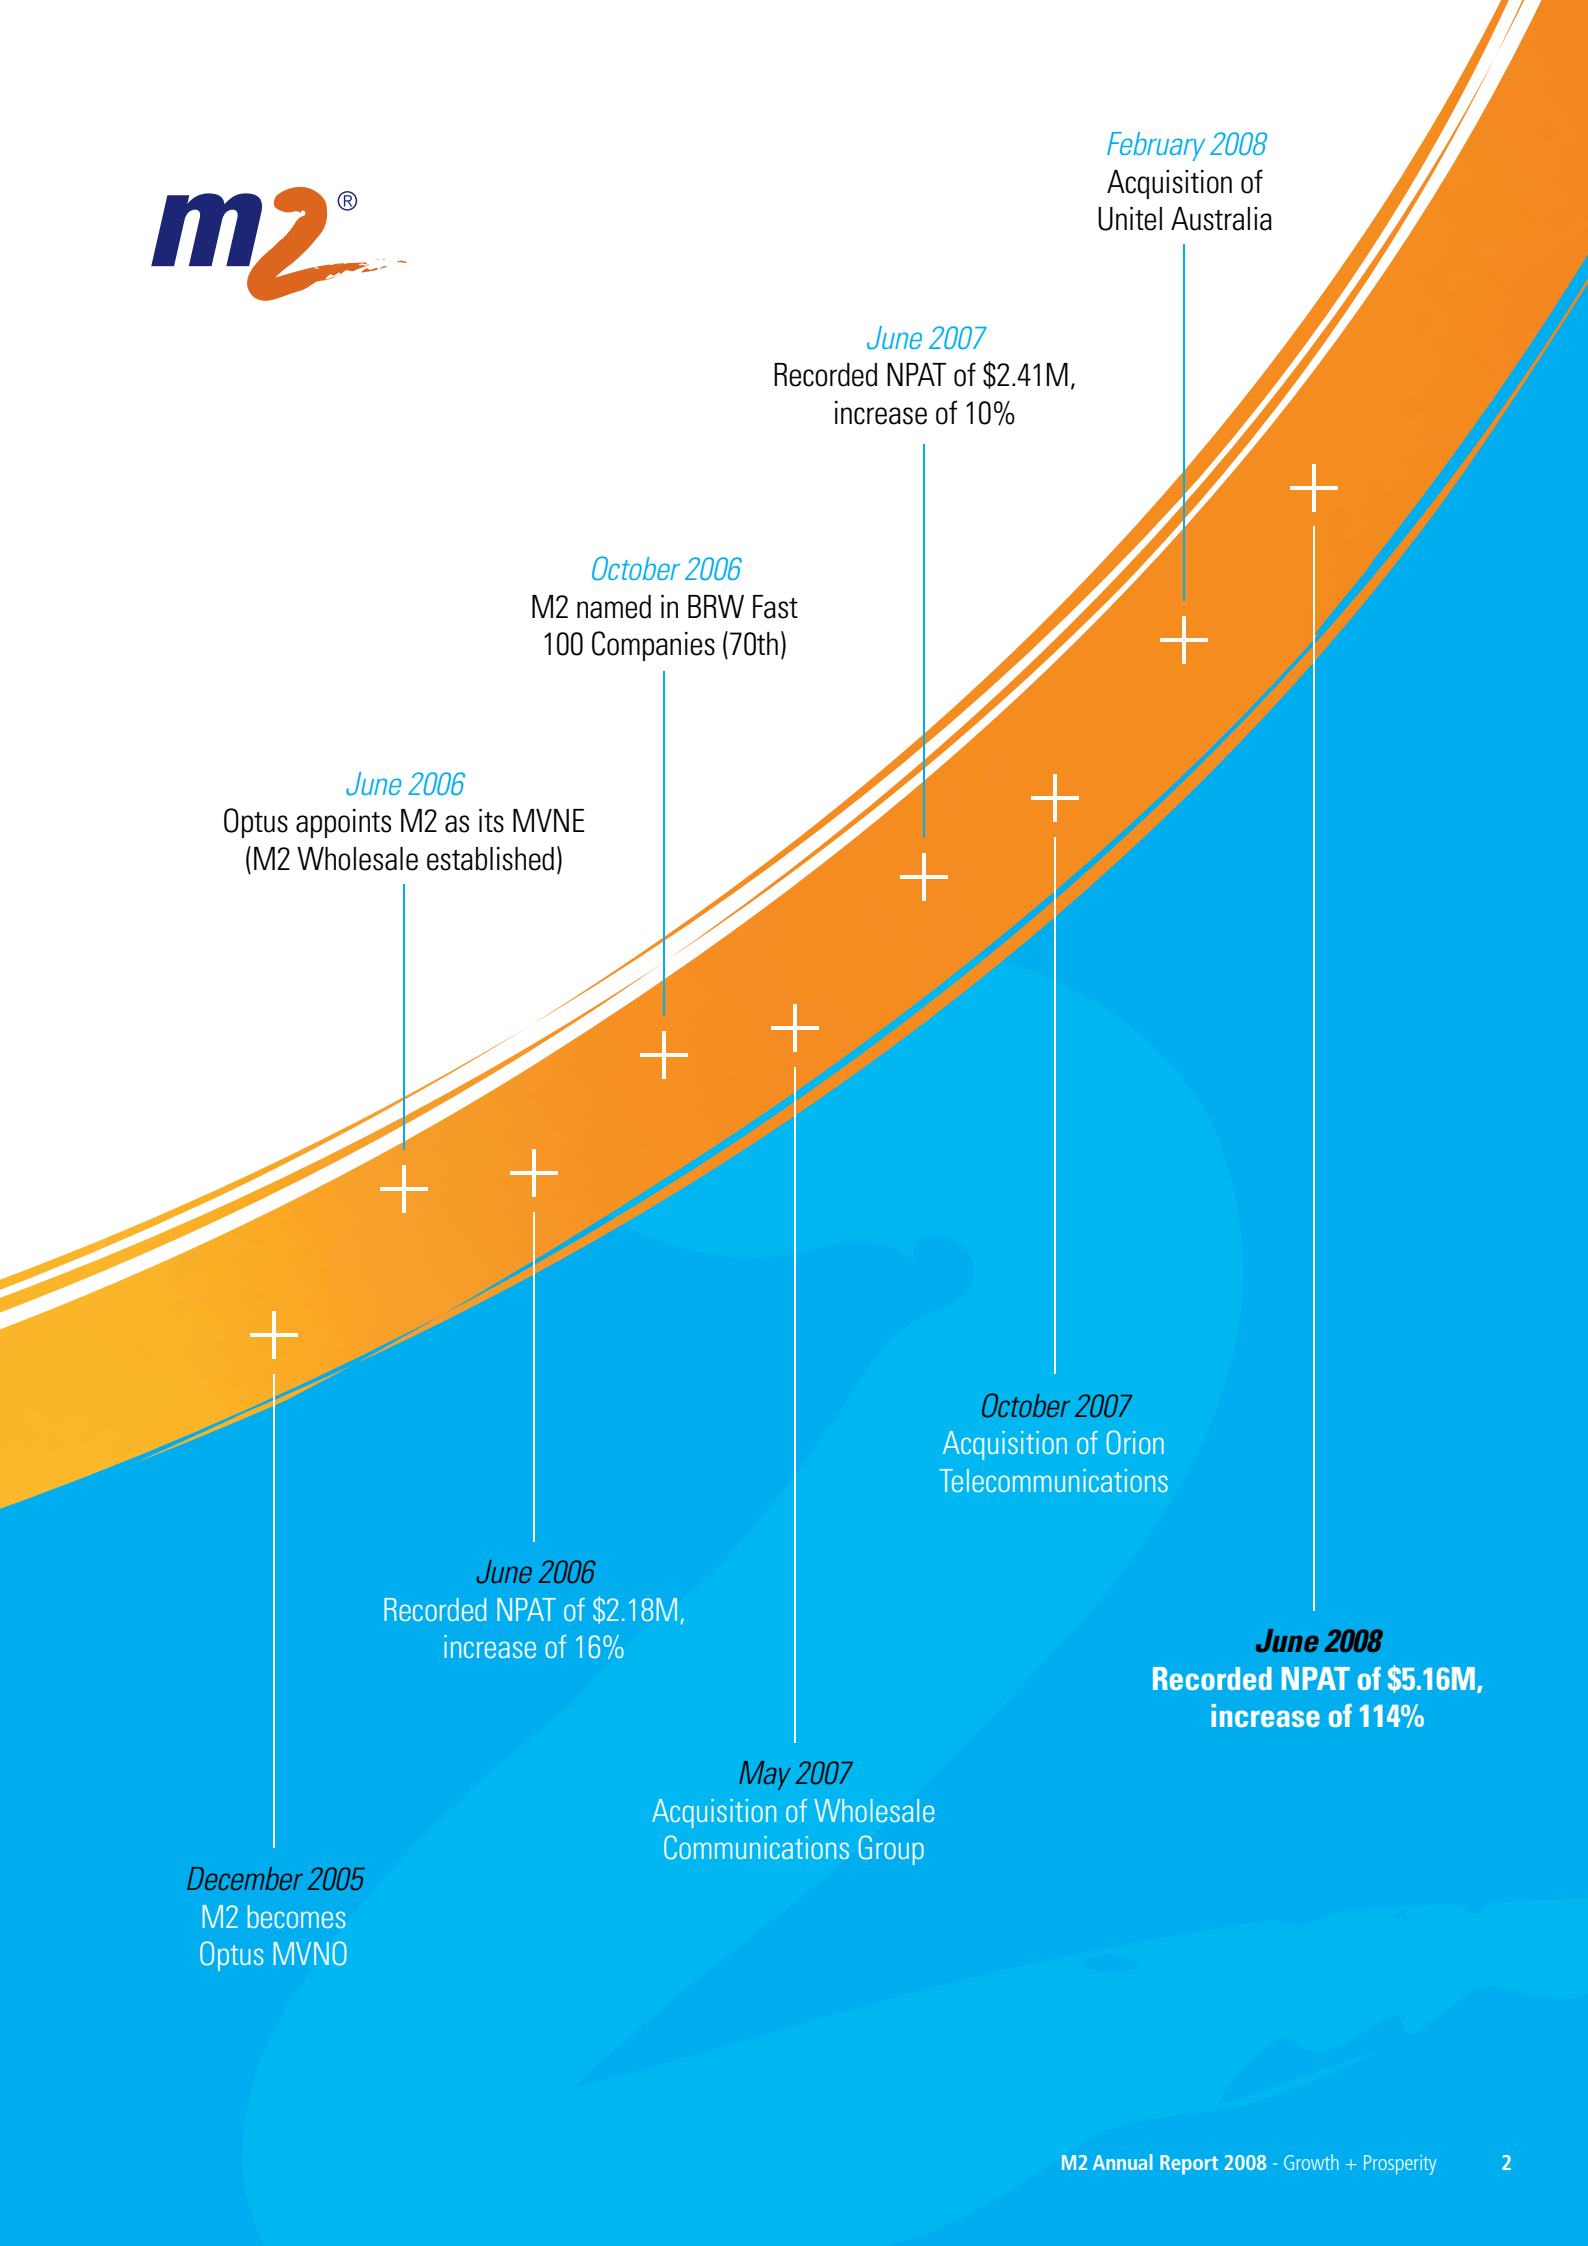 m2®
February 2008
Acquisition of
Unitel Australia
June 2007
Recorded NPAT of $2.41M,
increase of 10%
October 2006
M2 named in BRW Fast
100 Companies (70th)
June 2006
Optus appoints M2 as its MVNE
(M2 Wholesale established)
October 2007
Acquisition of Orion
Telecommunications
June 2006
Recorded NPAT of $2.18M,
increase of 16%
June 2008
Recorded NPAT of $5.16M,
increase of 114%
May 2007
Acquisition of Wholesale
Communications Group
December 2005
M2 becomes
Optus MVNO
M2 Annual Report 2008 - Growth + Prosperity 2